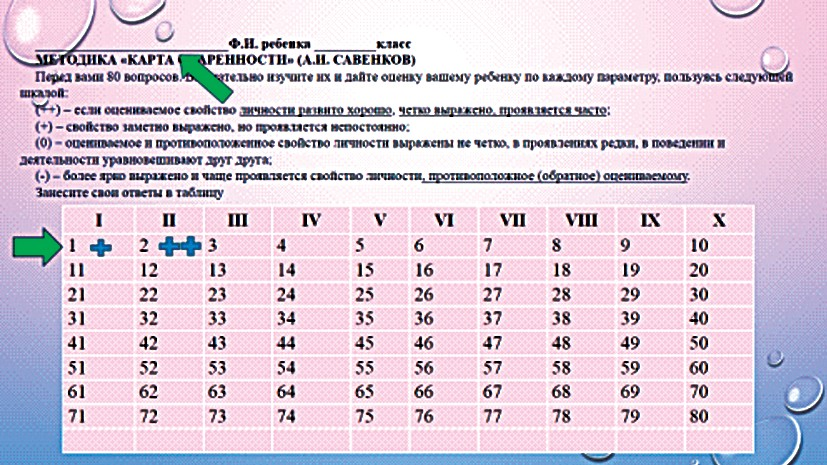 ____________________________Ф.И. ребенка _________класс
МЕТОДИКА «КАРТА ОДАРЕННОСТИ» (А.И. САВЕНКОВ)
Перед вами 80 вопросов. Внимательно изучите их и дайте оценку вашему ребенку по каждому параметру, пользуясь следующей
шкалой:
(++) – если оцениваемое свойство личности развито хорошо, четко выражено, проявляется часто;
(+) – свойство заметно выражено, но проявляется непостоянно;
(0) – оцениваемое и противоположное свойство личности выражены не четко, в проявлениях редки, в поведении и
деятельности уравновешивают друг друга;
(-) – более ярко выражено и чаще проявляется свойство личности, противоположное (обратное) оцениваемому.
Занесите свои ответы в таблицу
I II III IV V VI VII VIII IX X
1 + 2 ++ 3 4 5 6 7 8 9 10
11 12 13 14 15 16 17 18 19 20
21 22 23 24 25 26 27 28 29 30
31 32 33 34 35 36 37 38 39 40
41 42 43 44 45 46 47 48 49 50
51 52 53 54 55 56 57 58 59 60
61 62 63 64 65 66 67 68 69 70
71 72 73 74 75 76 77 78 79 80